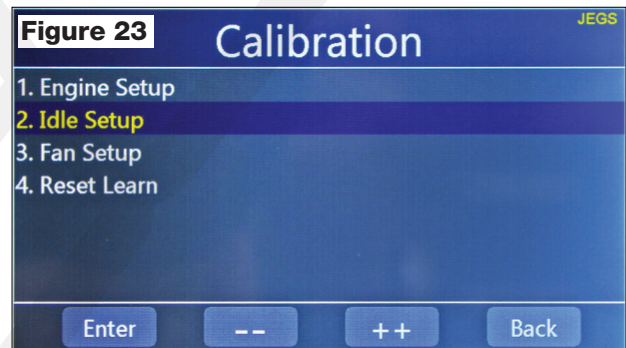 Figure 23
JEGS
Calibration
1. Engine Setup
2. Idle Setup
3. Fan Setup
4. Reset Learn
Enter
--
++
Back